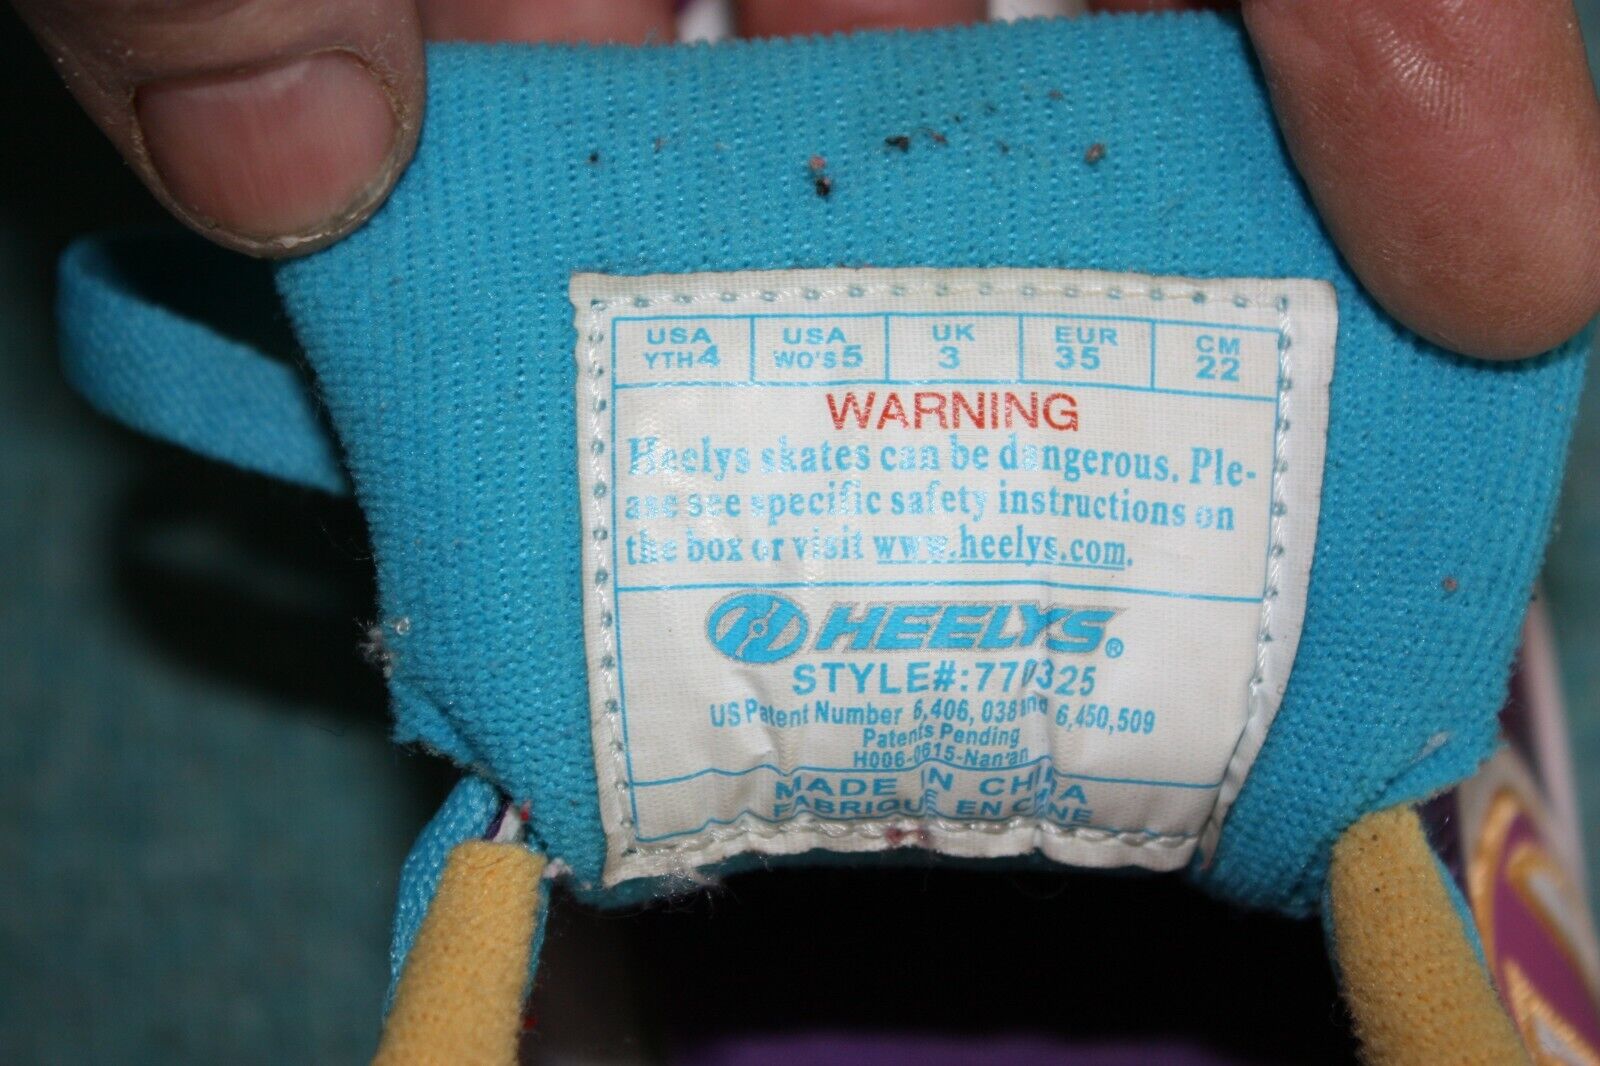 USA USA UK EUR CM
YTH 4 WO'S 5 3 35 22
WARNING
Heelys skates can be dangerous. Ple-
ase see specific safety instructions on
the box or visit www.heelys.com.
HEELYS®
STYLE#:770325
US Patent Number 6,406,038 and 6,450,509
Patents Pending
H006-0615-Nan'an
MADE IN CHINA
FABRIQUE EN CHINE